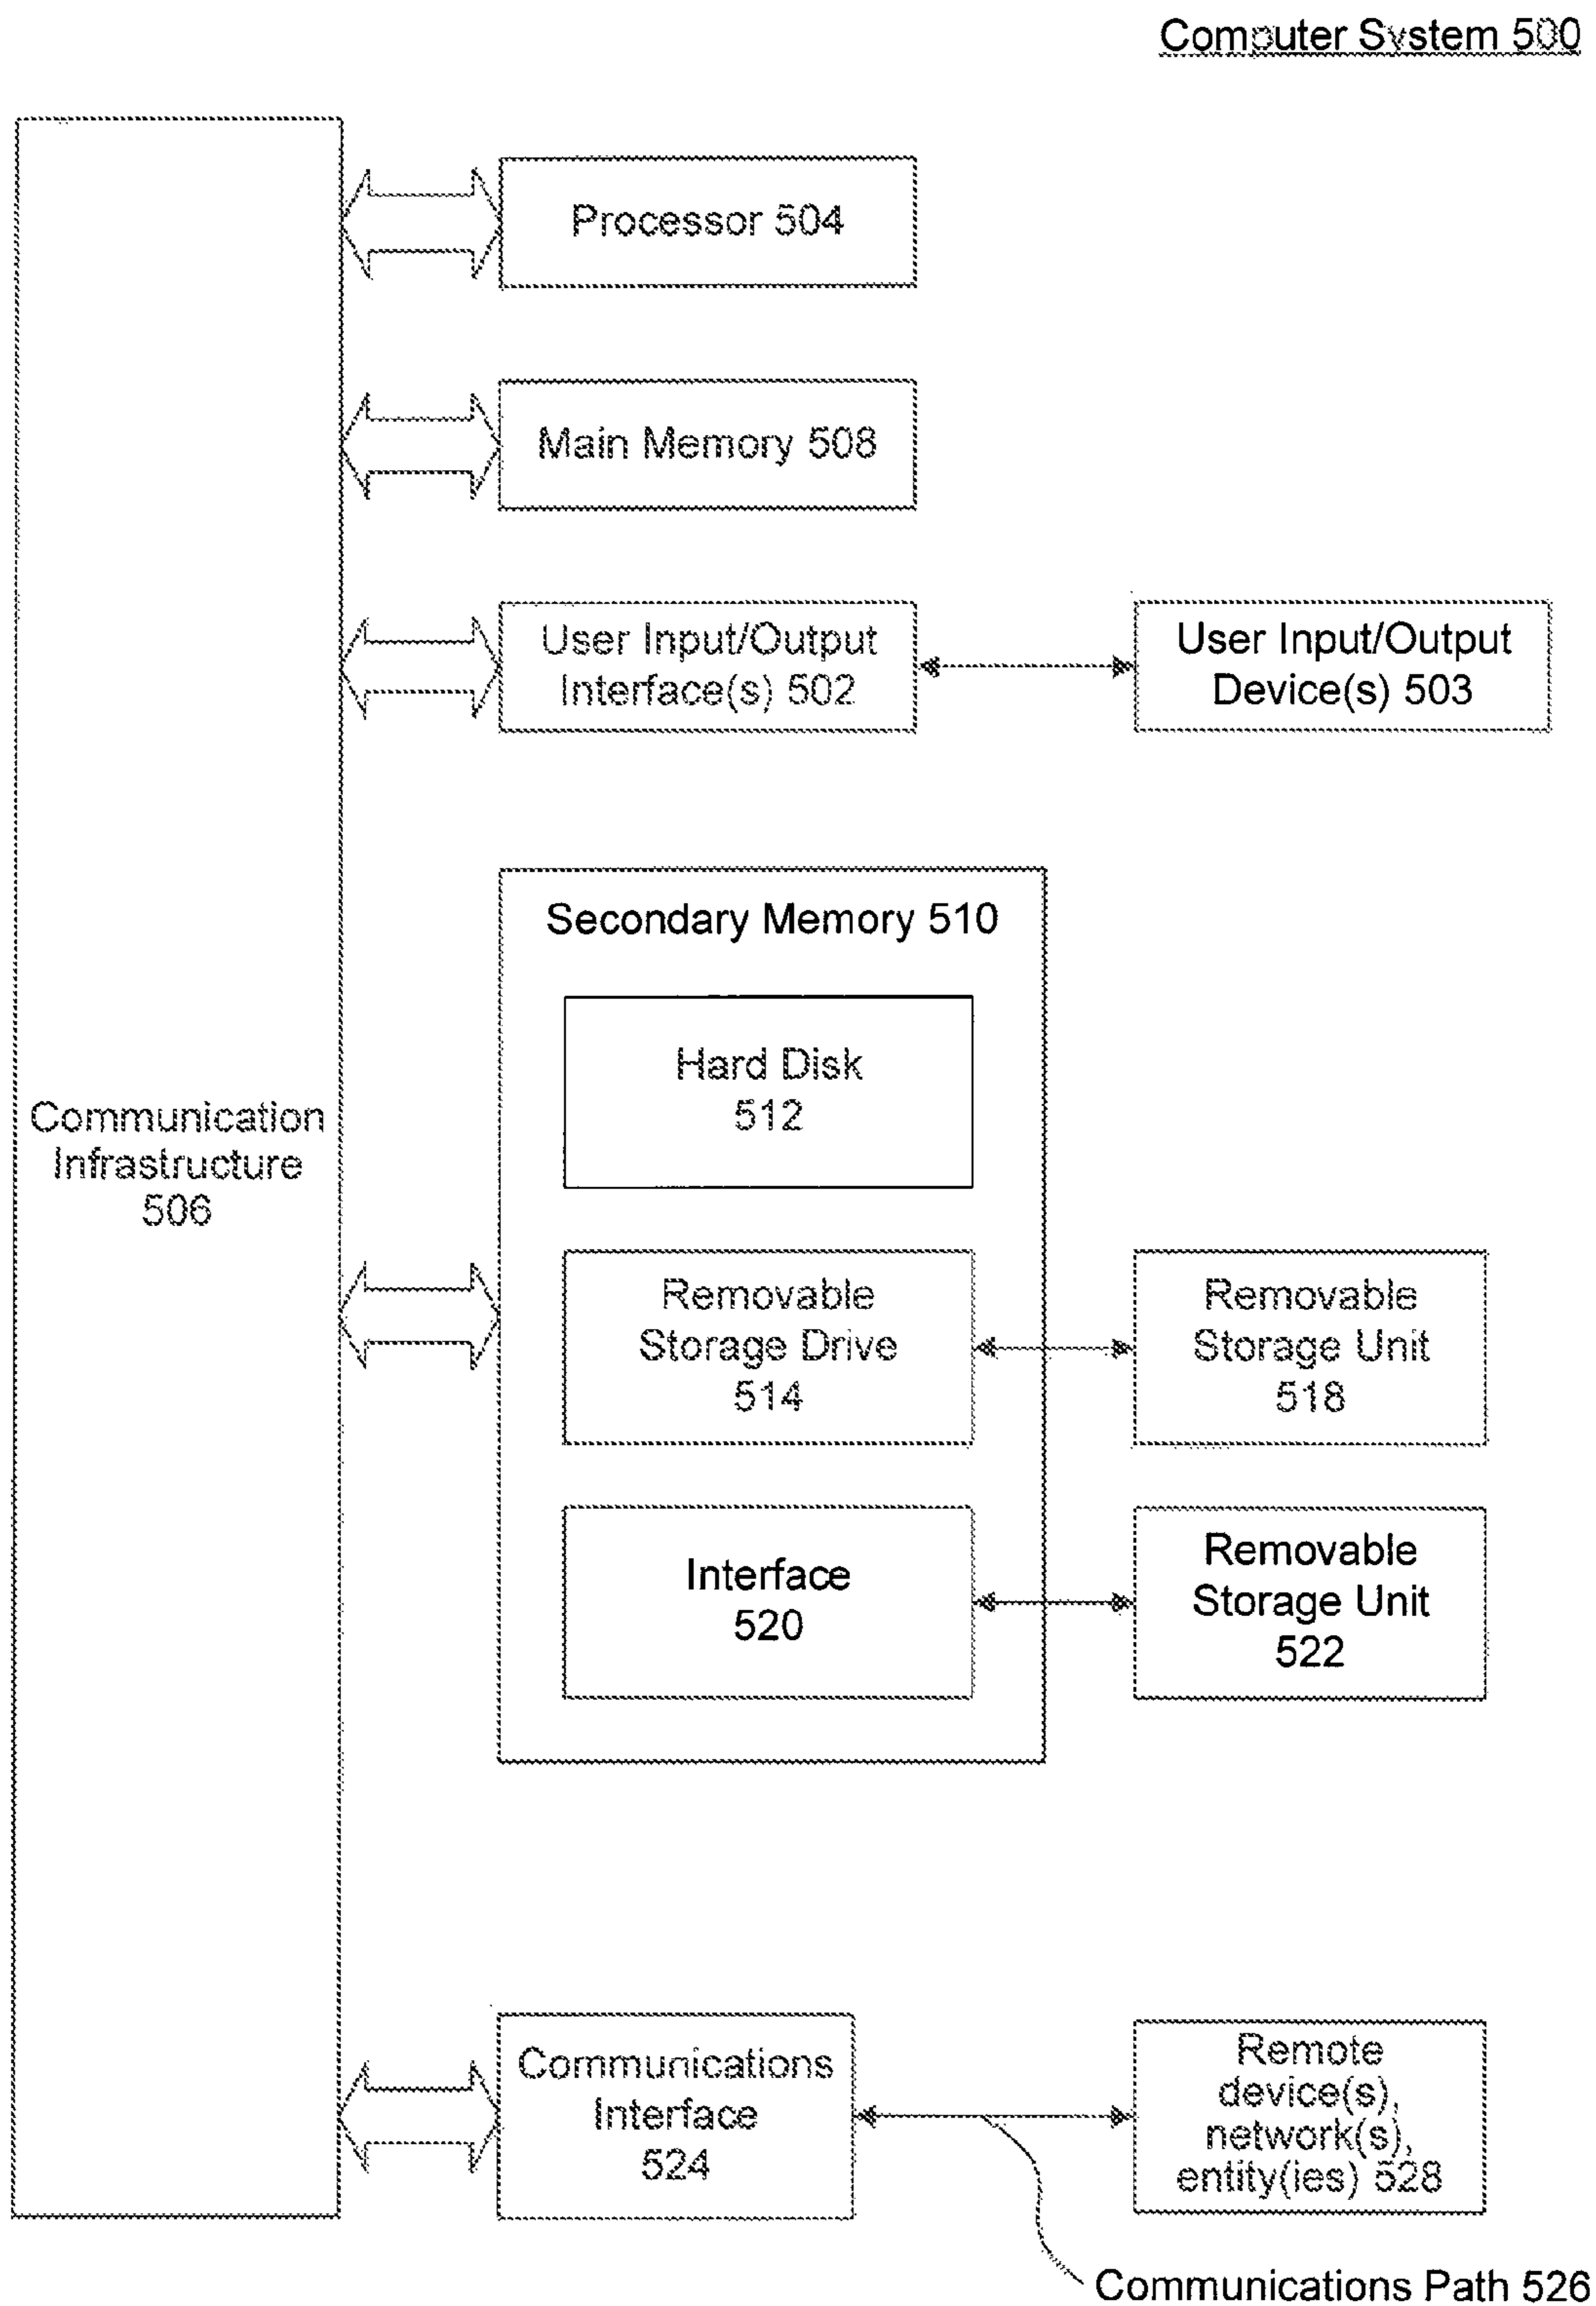 Computer System 500
Processor 504
Main Memory 508
User Input/Output
Interface(s) 502
User Input/Output
Device(s) 503
Secondary Memory 510
Hard Disk
512
Communication
Infrastructure
506
Removable
Storage Drive
514
Removable
Storage Unit
518
Interface
520
Removable
Storage Unit
522
Communications
Interface
524
Remote
device(s),
network(s),
entity(ies) 528
Communications Path 526